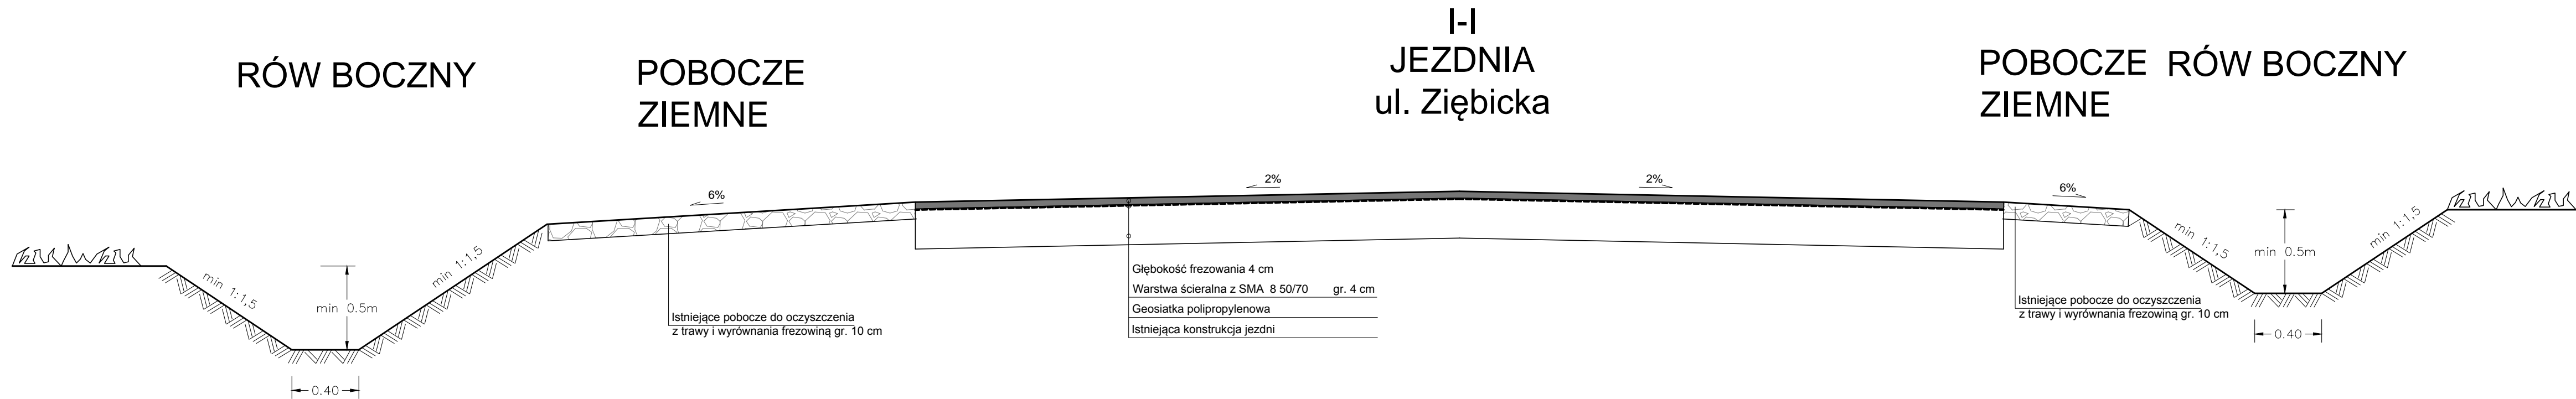 I-I
JEZDNIA
ul. Ziębicka
RÓW BOCZNY
POBOCZE
ZIEMNE
POBOCZE
ZIEMNE
RÓW BOCZNY
6%
2%
2%
6%
min 1:1,5
min 0.5m
min 1:1,5
0.40
Istniejące pobocze do oczyszczenia
z trawy i wyrównania frezowiną gr. 10 cm
Głębokość frezowania 4 cm
Warstwa ścieralna z SMA 8 50/70 gr. 4 cm
Geosiatka polipropylenowa
Istniejąca konstrukcja jezdni
Istniejące pobocze do oczyszczenia
z trawy i wyrównania frezowiną gr. 10 cm
min 1:1,5
min 0.5m
min 1:1,5
0.40